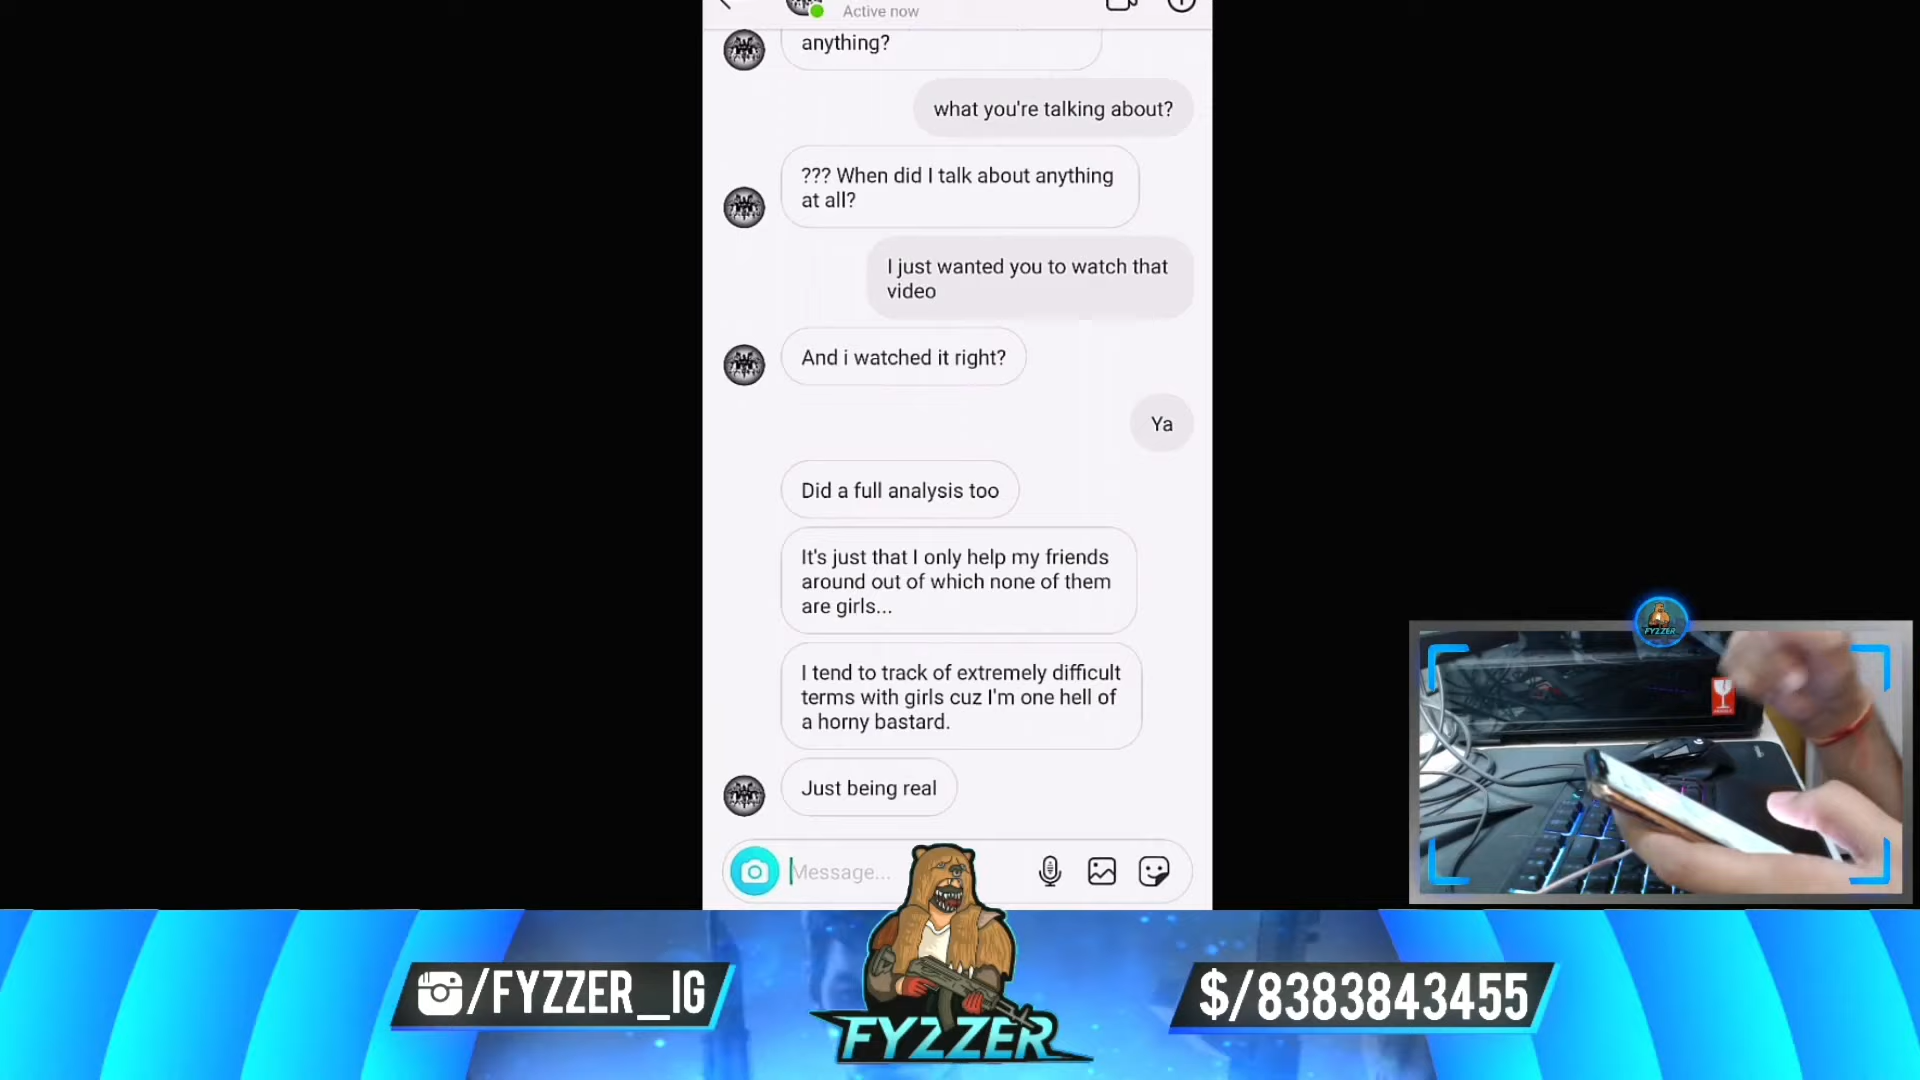 Active now
anything?
what you're talking about?
??? When did I talk about anything
at all?
I just wanted you to watch that
video
And i watched it right?
Ya
Did a full analysis too
It's just that I only help my friends
around out of which none of them
are girls...
I tend to track of extremely difficult
terms with girls cuz I'm one hell of
a horny bastard.
Just being real
Message...
FYZZER
/FYZZER_IG
FYZZER
$/8383843455